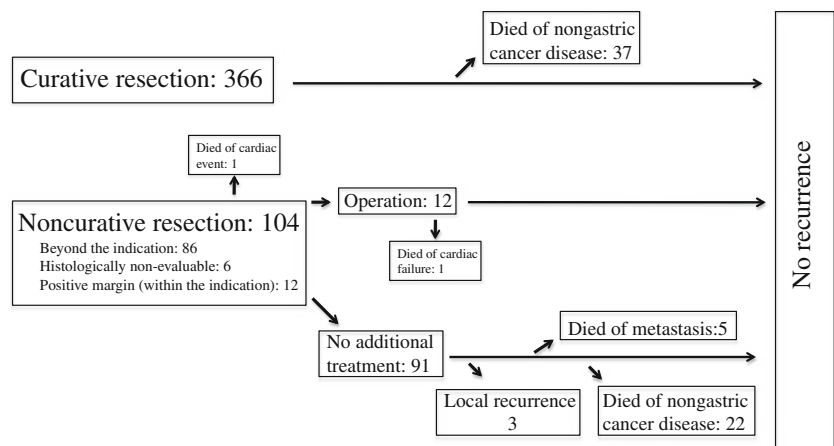 Died of nongastric
cancer disease: 37
Curative resection: 366
Died of cardiac
event: 1
Noncurative resection: 104
Beyond the indication: 86
Histologically non-evaluable: 6
Positive margin (within the indication): 12
Operation: 12
Died of cardiac
failure: 1
No additional
treatment: 91
Died of metastasis:5
Local recurrence
3
Died of nongastric
cancer disease: 22
No recurrence